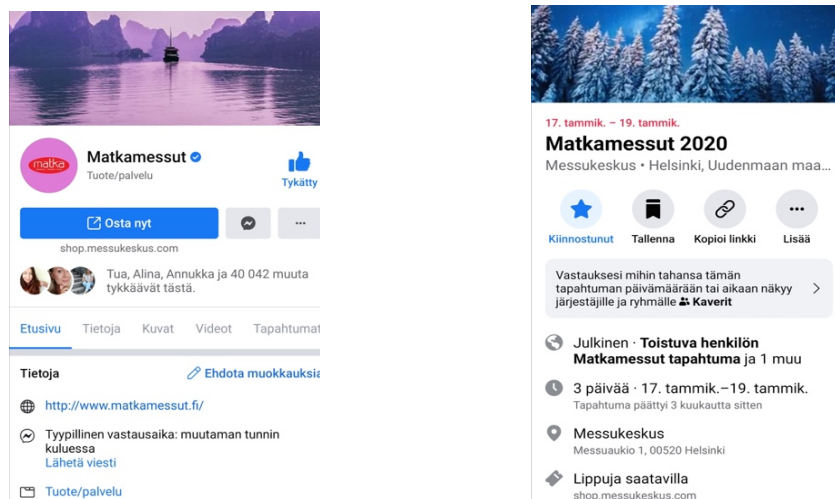 matka
Matkamessut
Tuote/palvelu
Tykätty
Osta nyt
shop.messukeskus.com
Tua, Alina, Annukka ja 40 042 muuta
tykkäävät tästä.
Etusivu Tietoja Kuvat Videot Tapahtumat
Tietoja Ehdota muokkauksia
http://www.matkamessut.fi/
Tyypillinen vastausaika: muutaman tunnin
kuluessa
Lähetä viesti
Tuote/palvelu
17. tammik. – 19. tammik.
Matkamessut 2020
Messukeskus • Helsinki, Uudenmaan maa...
Kiinnostunut Tallenna Kopioi linkki Lisää
Vastauksesi mihin tahansa tämän
tapahtuman päivämäärään tai aikaan näkyy
järjestäjille ja ryhmälle Kaverit
Julkinen · Toistuva henkilön
Matkamessut tapahtuma ja 1 muu
3 päivää · 17. tammik.–19. tammik.
Tapahtuma päättyi 3 kuukautta sitten
Messukeskus
Messuaukio 1, 00520 Helsinki
Lippuja saatavilla
shop.messukeskus.com